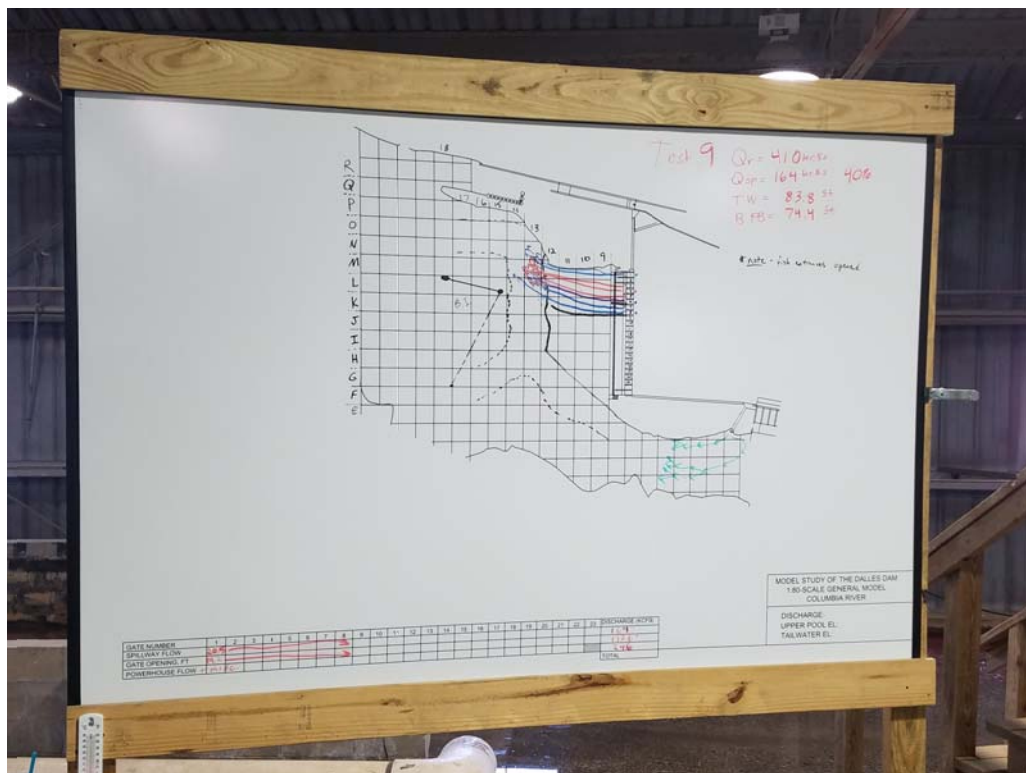 Test 9
Qr = 410 kcfs
Qsp = 164 kcfs 40%
TW = 83.8 ft
B FB = 74.4 ft
* note - fish entrances opened
18
R
Q
P
O
N
M
L
K
J
I
H
G
F
E
17 16 15
13
12 11 10 9
MODEL STUDY OF THE DALLES DAM
1:80-SCALE GENERAL MODEL
COLUMBIA RIVER
DISCHARGE:
UPPER POOL EL:
TAILWATER EL:
GATE NUMBER 1 2 3 4 5 6 7 8 9 10 11 12 13 14 15 16 17 18 19 20 21 22 23 DISCHARGE, KCFS
SPILLWAY FLOW
GATE OPENING, FT
POWERHOUSE FLOW
TOTAL